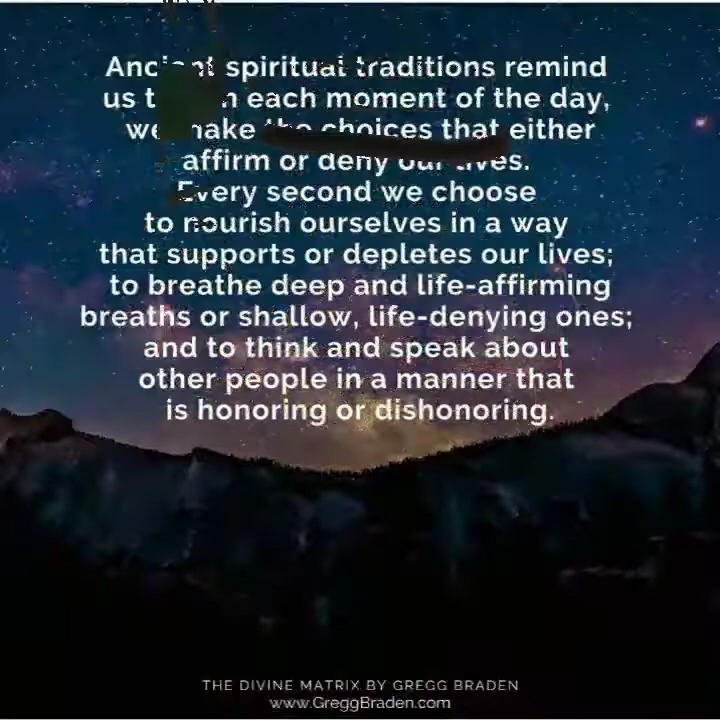 Ancient spiritual traditions remind
us each moment of the day,
we make the choices that either
affirm or deny our lives.
Every second we choose
to nourish ourselves in a way
that supports or depletes our lives;
to breathe deep and life-affirming
breaths or shallow, life-denying ones;
and to think and speak about
other people in a manner that
is honoring or dishonoring.
THE DIVINE MATRIX BY GREGG BRADEN
www.GreggBraden.com